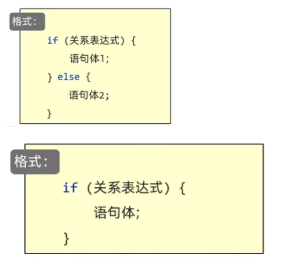 格式：
if (关系表达式) {
语句体1;
} else {
语句体2;
}
格式：
if (关系表达式) {
语句体;
}